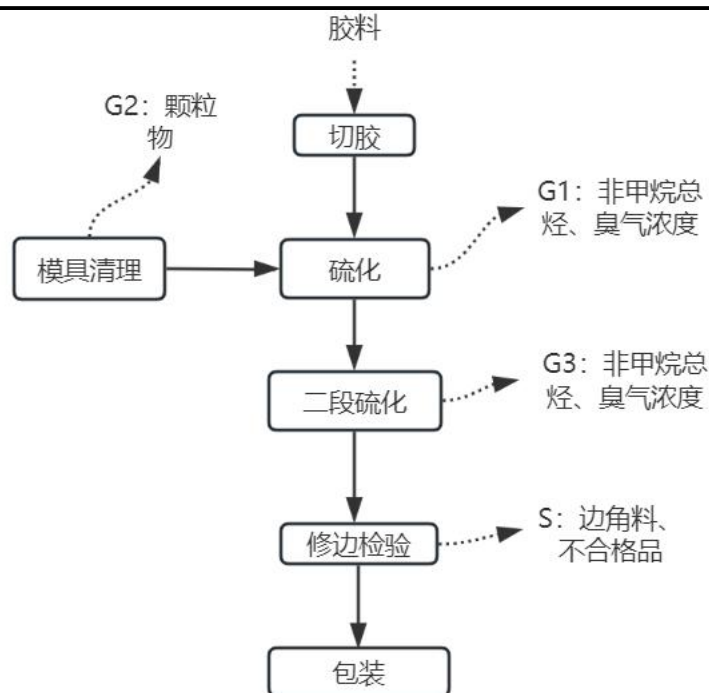 胶料
G2：颗粒
物
切胶
G1：非甲烷总
烃、臭气浓度
模具清理
硫化
G3：非甲烷总
烃、臭气浓度
二段硫化
S：边角料、
不合格品
修边检验
包装